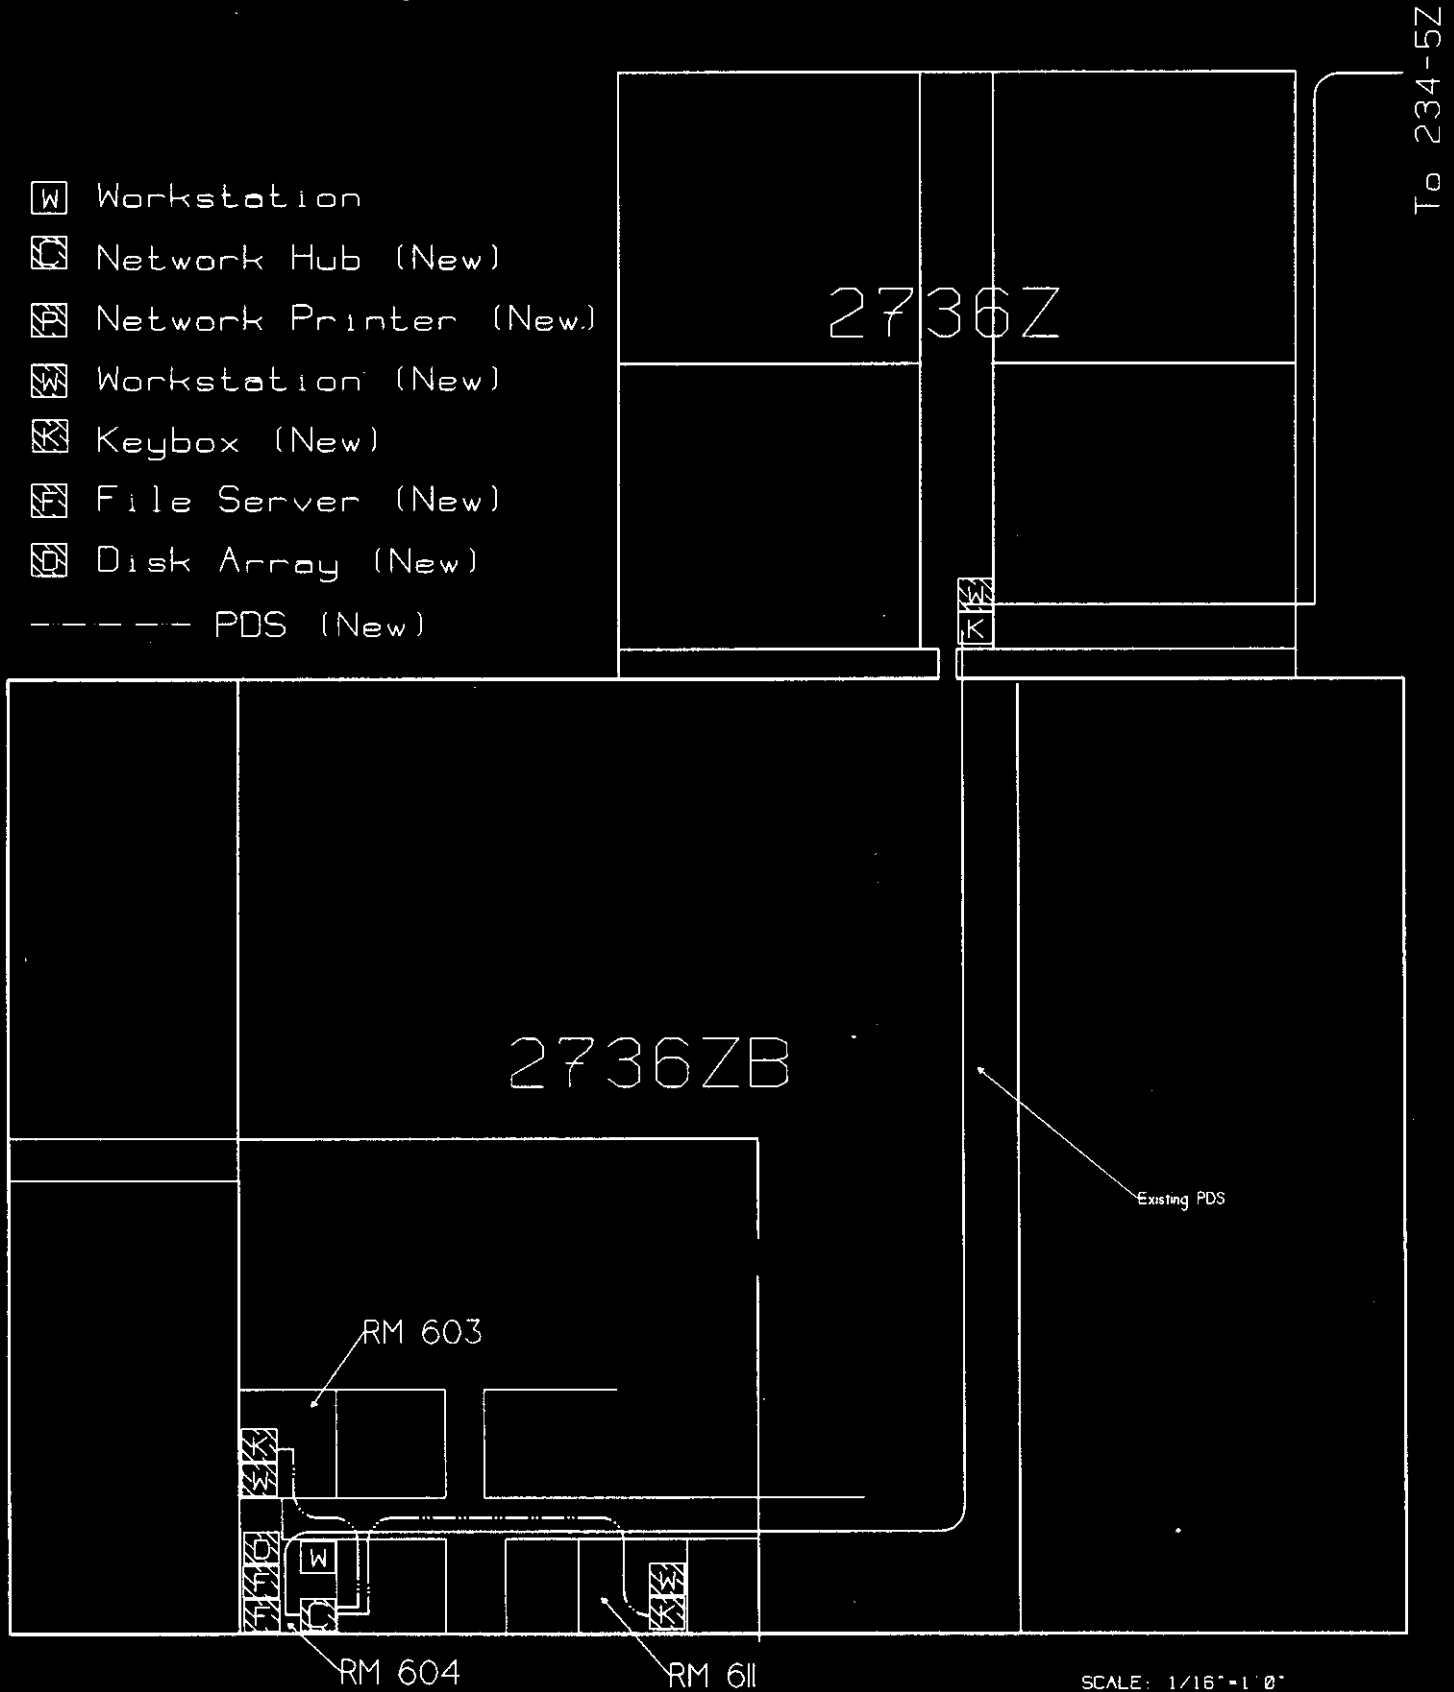 To 234-5Z
W Workstation
C Network Hub (New)
P Network Printer (New)
W Workstation (New)
K Keybox (New)
F File Server (New)
D Disk Array (New)
PDS (New)
2736Z
W
K
2736ZB
Existing PDS
RM 603
K
W
D
W
F
W
F
C
K
RM 604
RM 611
SCALE: 1/16"=1'0"